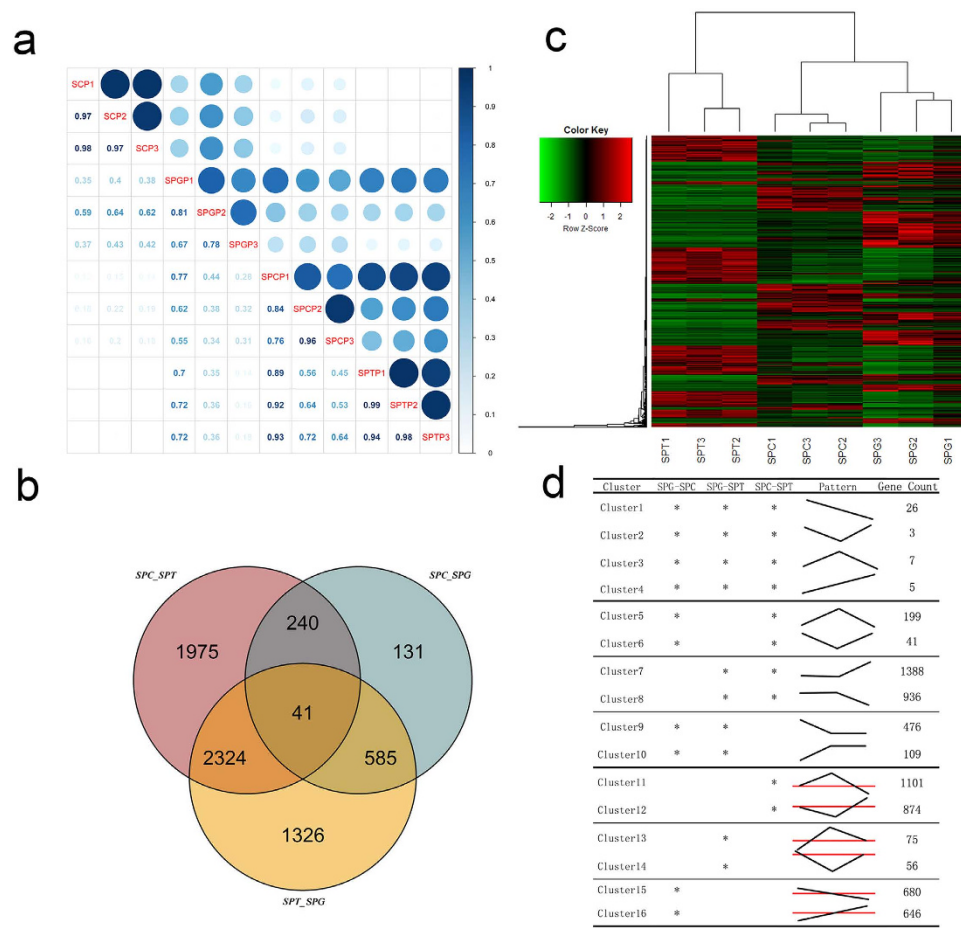 a
SCP1
0.97 SCP2
0.98 0.97 SCP3
0.35 0.4 0.38 SPGP1
0.59 0.64 0.62 0.81 SPGP2
0.37 0.43 0.42 0.67 0.78 SPGP3
0.77 0.44 0.28 SPCP1
0.22 0.62 0.38 0.32 0.84 SPCP2
0.2 0.55 0.34 0.31 0.76 0.96 SPCP3
0.7 0.35 0.89 0.56 0.45 SPTP1
0.72 0.36 0.92 0.64 0.53 0.99 SPTP2
0.72 0.36 0.93 0.72 0.64 0.94 0.98 SPTP3
1
0.9
0.8
0.7
0.6
0.5
0.4
0.3
0.2
0.1
0
b
SPC_SPT
SPC_SPG
1975
240
131
41
2324
585
1326
SPT_SPG
c
Color Key
-2 -1 0 1 2
Row Z-Score
SPT1
SPT3
SPT2
SPC1
SPC3
SPC2
SPG3
SPG2
SPG1
d
Cluster SPG-SPC SPG-SPT SPC-SPT Pattern Gene Count
Cluster1 * * * 26
Cluster2 * * * 3
Cluster3 * * * 7
Cluster4 * * * 5
Cluster5 * * 199
Cluster6 * * 41
Cluster7 * * 1388
Cluster8 * * 936
Cluster9 * * 476
Cluster10 * * 109
Cluster11 * 1101
Cluster12 * 874
Cluster13 * 75
Cluster14 * 56
Cluster15 * 680
Cluster16 * 646